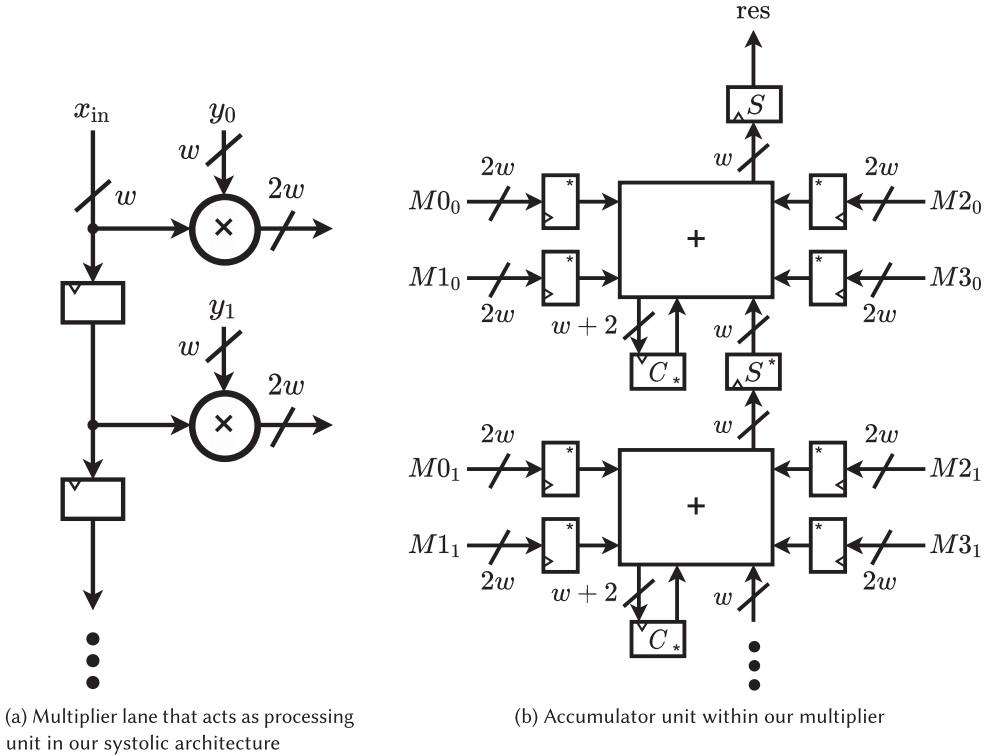 x_in
y_0
w
w
2w
×
y_1
w
2w
×
(a) Multiplier lane that acts as processing
unit in our systolic architecture
res
S
w
2w
2w
M0_0
*
*
M2_0
+
M1_0
*
*
M3_0
2w
2w
w + 2
w
C *
S *
w
2w
2w
M0_1
*
*
M2_1
+
M1_1
*
*
M3_1
2w
2w
w + 2
w
C *
(b) Accumulator unit within our multiplier